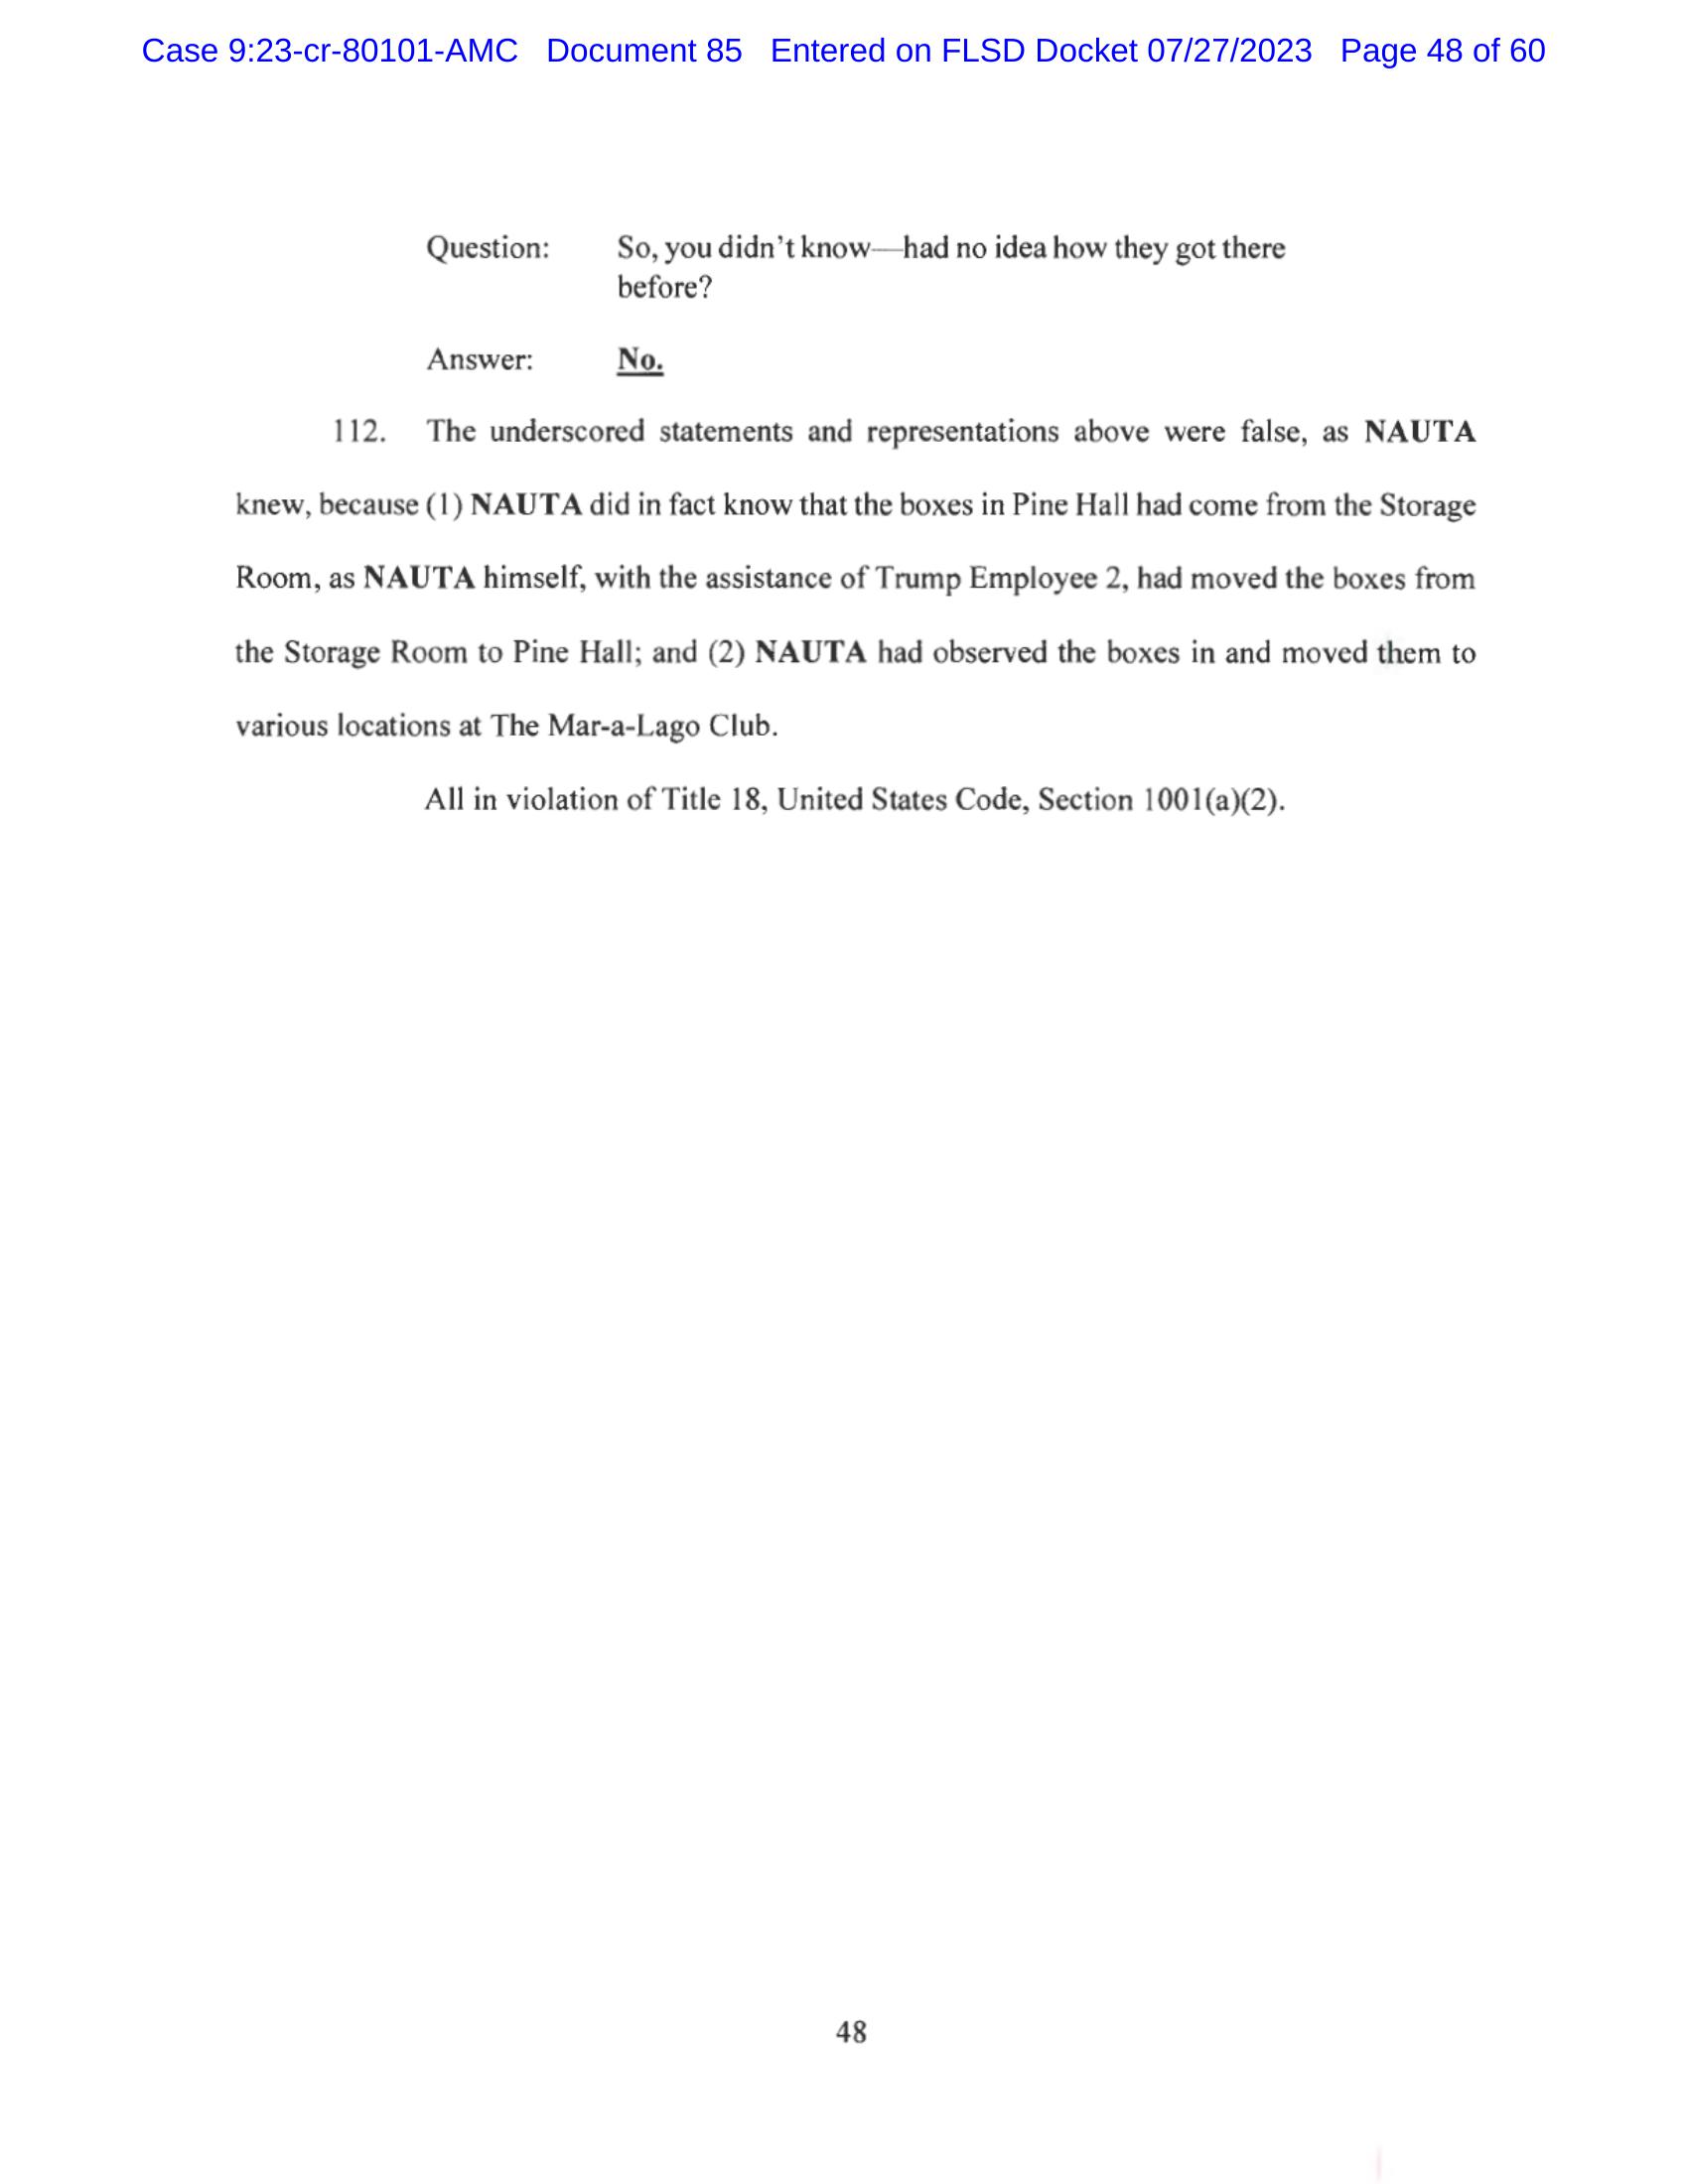 Case 9:23-cr-80101-AMC Document 85 Entered on FLSD Docket 07/27/2023 Page 48 of 60
Question: So, you didn't know—had no idea how they got there
before?
Answer: No.
112. The underscored statements and representations above were false, as NAUTA
knew, because (1) NAUTA did in fact know that the boxes in Pine Hall had come from the Storage
Room, as NAUTA himself, with the assistance of Trump Employee 2, had moved the boxes from
the Storage Room to Pine Hall; and (2) NAUTA had observed the boxes in and moved them to
various locations at The Mar-a-Lago Club.
All in violation of Title 18, United States Code, Section 1001(a)(2).
48